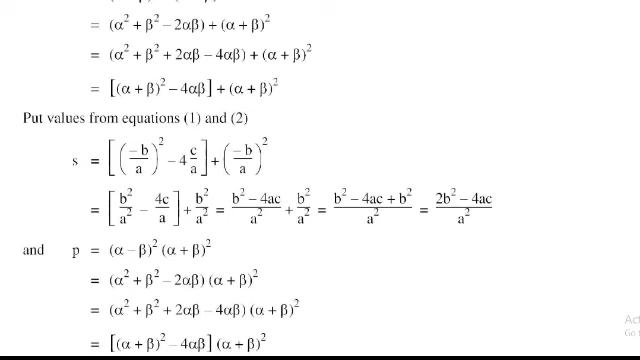 = (α² + β² – 2αβ) + (α + β)²
= (α² + β² + 2αβ – 4αβ) + (α + β)²
= [(α + β)² – 4αβ] + (α + β)²
Put values from equations (1) and (2)
s = [(–b/a)² – 4 c/a] + (–b/a)²
= [b²/a² – 4c/a] + b²/a² = b² – 4ac/a² + b²/a² = b² – 4ac + b²/a² = 2b² – 4ac/a²
and p = (α – β)² (α + β)²
= (α² + β² – 2αβ) (α + β)²
= (α² + β² + 2αβ – 4αβ) (α + β)²
= [(α + β)² – 4αβ] (α + β)²